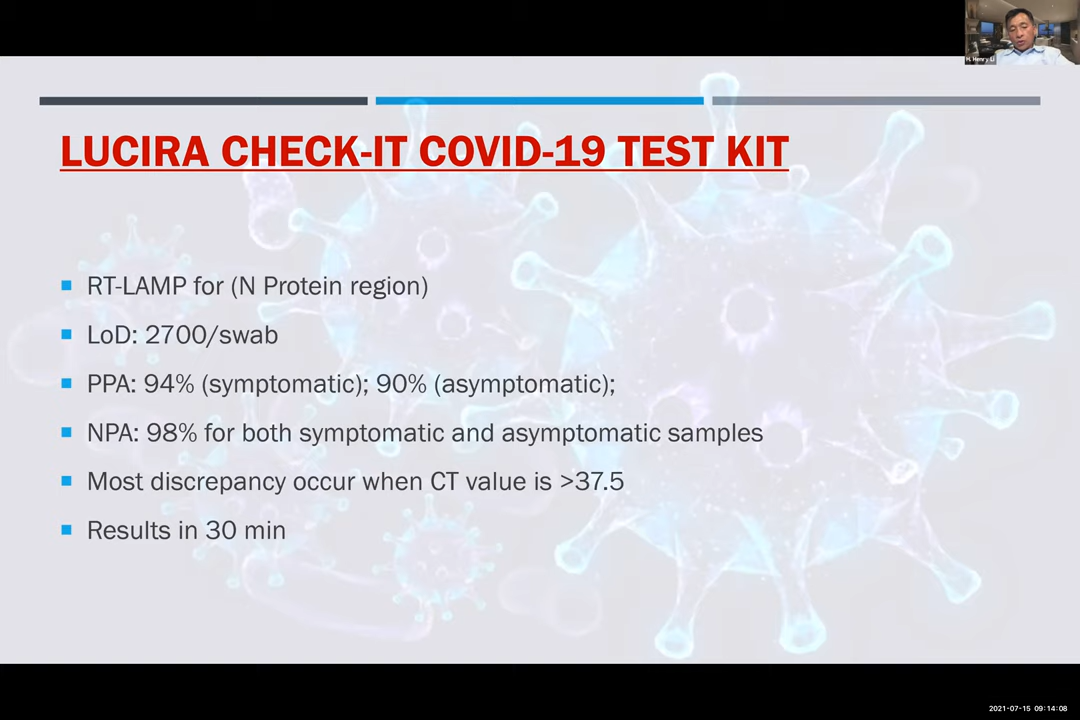 H. Henry Li
LUCIRA CHECK-IT COVID-19 TEST KIT
RT-LAMP for (N Protein region)
LoD: 2700/swab
PPA: 94% (symptomatic); 90% (asymptomatic);
NPA: 98% for both symptomatic and asymptomatic samples
Most discrepancy occur when CT value is >37.5
Results in 30 min
2021-07-15 09:14:08